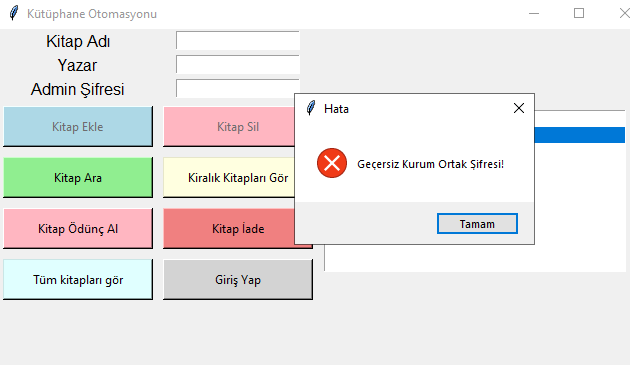 Kütüphane Otomasyonu
Kitap Adı
Yazar
Admin Şifresi
Kitap Ekle
Kitap Sil
Kitap Ara
Kiralık Kitapları Gör
Kitap Ödünç Al
Kitap İade
Tüm kitapları gör
Giriş Yap
Hata
Geçersiz Kurum Ortak Şifresi!
Tamam